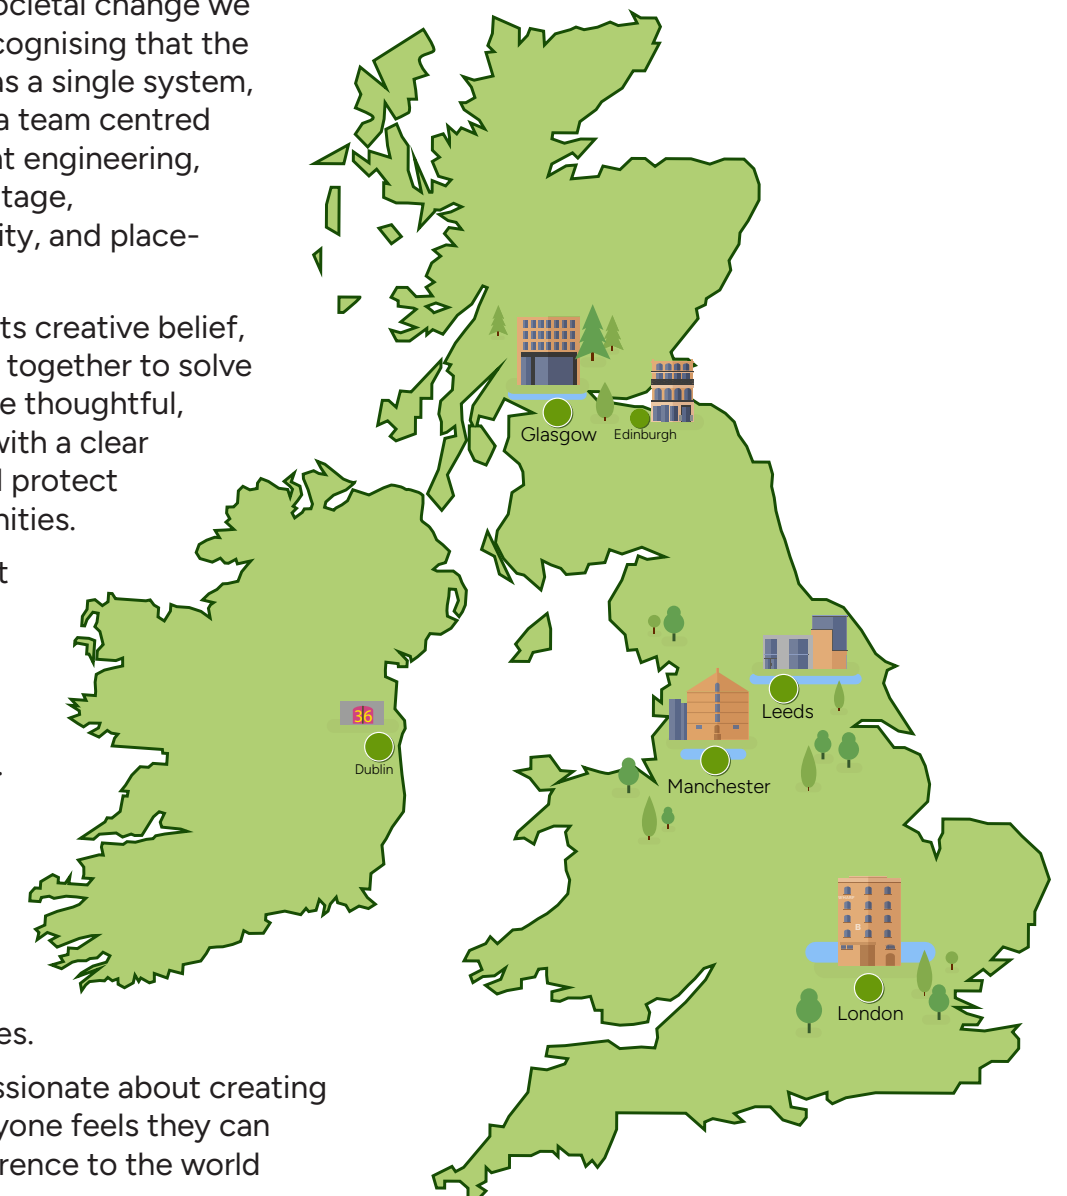 ocietal change we
cognising that the
as a single system,
a team centred
nt engineering,
tage,
ity, and place-
ts creative belief,
together to solve
e thoughtful,
with a clear
d protect
nities.
t
es.
ssionate about creating
yone feels they can
rence to the world
Glasgow
Edinburgh
Leeds
36
Dublin
Manchester
London